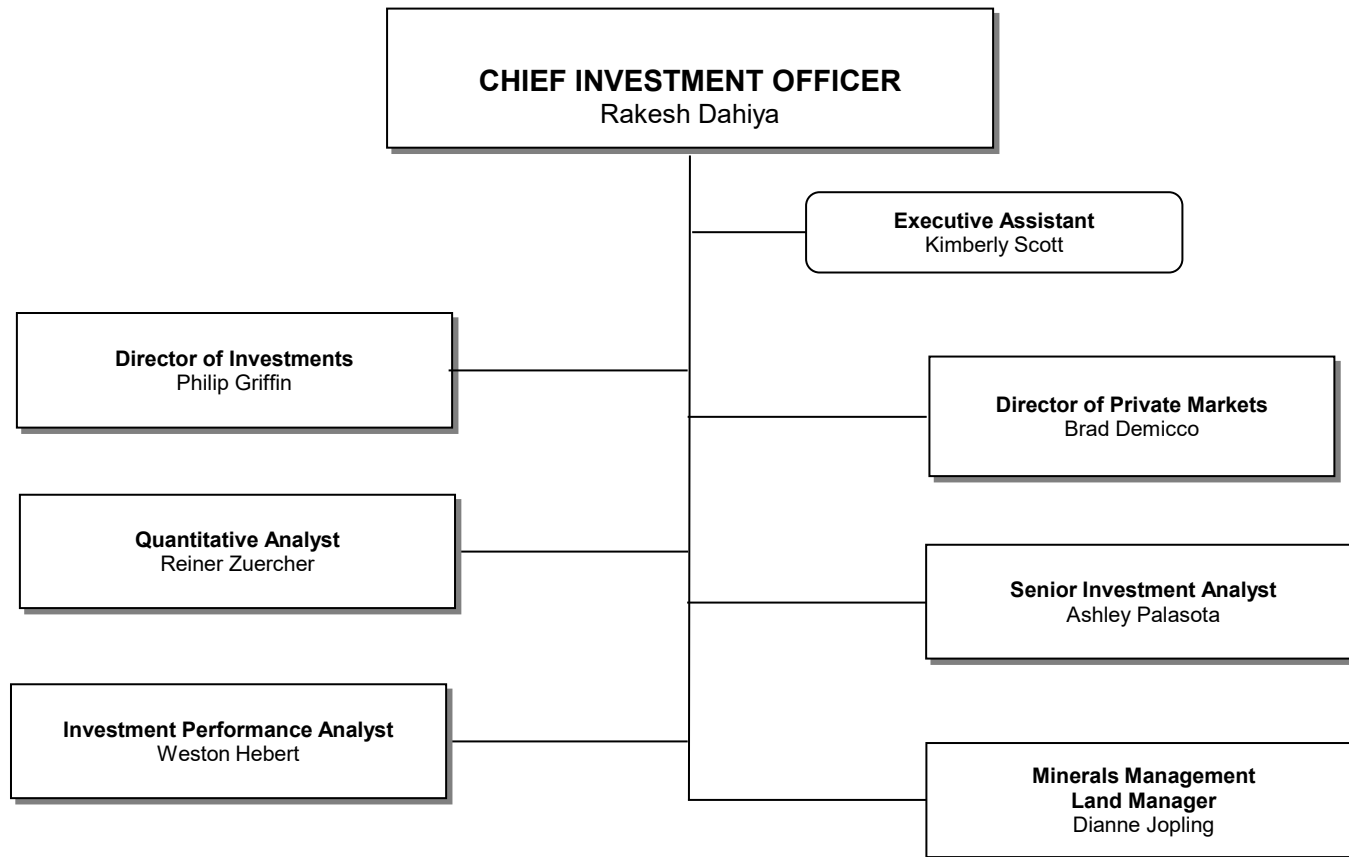 CHIEF INVESTMENT OFFICER
Rakesh Dahiya
Executive Assistant
Kimberly Scott
Director of Investments
Philip Griffin
Director of Private Markets
Brad Demicco
Quantitative Analyst
Reiner Zuercher
Senior Investment Analyst
Ashley Palasota
Investment Performance Analyst
Weston Hebert
Minerals Management
Land Manager
Dianne Jopling